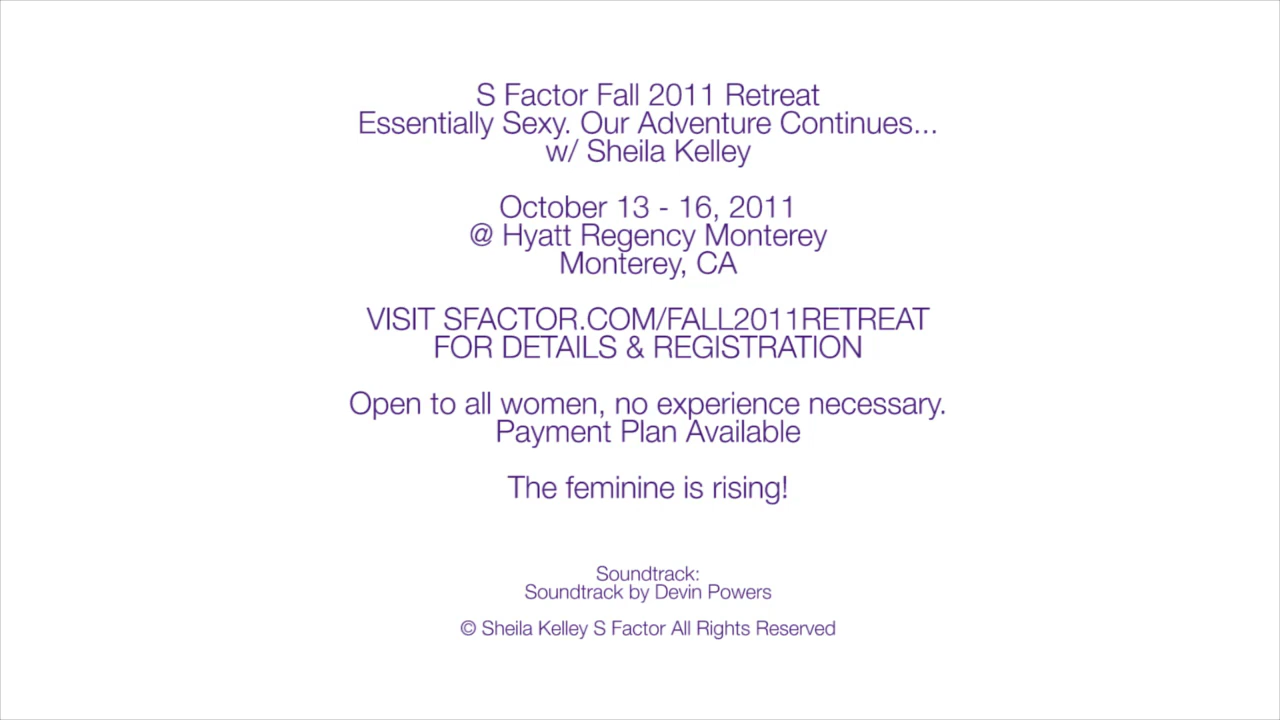 S Factor Fall 2011 Retreat
Essentially Sexy. Our Adventure Continues...
w/ Sheila Kelley
October 13 - 16, 2011
@ Hyatt Regency Monterey
Monterey, CA
VISIT SFACTOR.COM/FALL2011RETREAT
FOR DETAILS & REGISTRATION
Open to all women, no experience necessary.
Payment Plan Available
The feminine is rising!
Soundtrack:
Soundtrack by Devin Powers
© Sheila Kelley S Factor All Rights Reserved